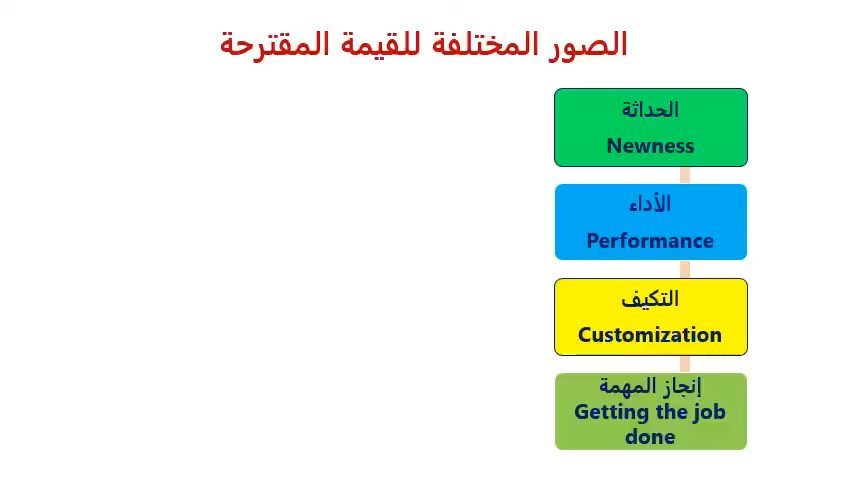 الصور المختلفة للقيمة المقترحة
الحداثة
Newness
الأداء
Performance
التكيف
Customization
إنجاز المهمة
Getting the job
done